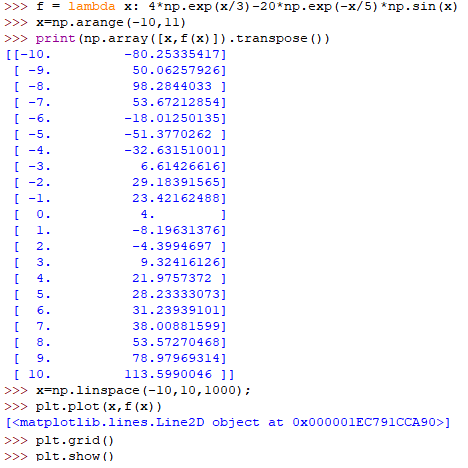 >>> f = lambda x: 4*np.exp(x/3)-20*np.exp(-x/5)*np.sin(x)
>>> x=np.arange(-10,11)
>>> print(np.array([x,f(x)]).transpose())
[[-10.         -80.25335417]
 [ -9.          50.06257926]
 [ -8.          98.2844033 ]
 [ -7.          53.67212854]
 [ -6.         -18.01250135]
 [ -5.         -51.3770262 ]
 [ -4.         -32.63151001]
 [ -3.           6.61426616]
 [ -2.          29.18391565]
 [ -1.          23.42162488]
 [  0.           4.        ]
 [  1.          -8.19631376]
 [  2.          -4.3994697 ]
 [  3.           9.32416126]
 [  4.          21.9757372 ]
 [  5.          28.23333073]
 [  6.          31.23939101]
 [  7.          38.00881599]
 [  8.          53.57270468]
 [  9.          78.97969314]
 [ 10.         113.5990046 ]]
>>> x=np.linspace(-10,10,1000);
>>> plt.plot(x,f(x))
[<matplotlib.lines.Line2D object at 0x000001EC791CCA90>]
>>> plt.grid()
>>> plt.show()